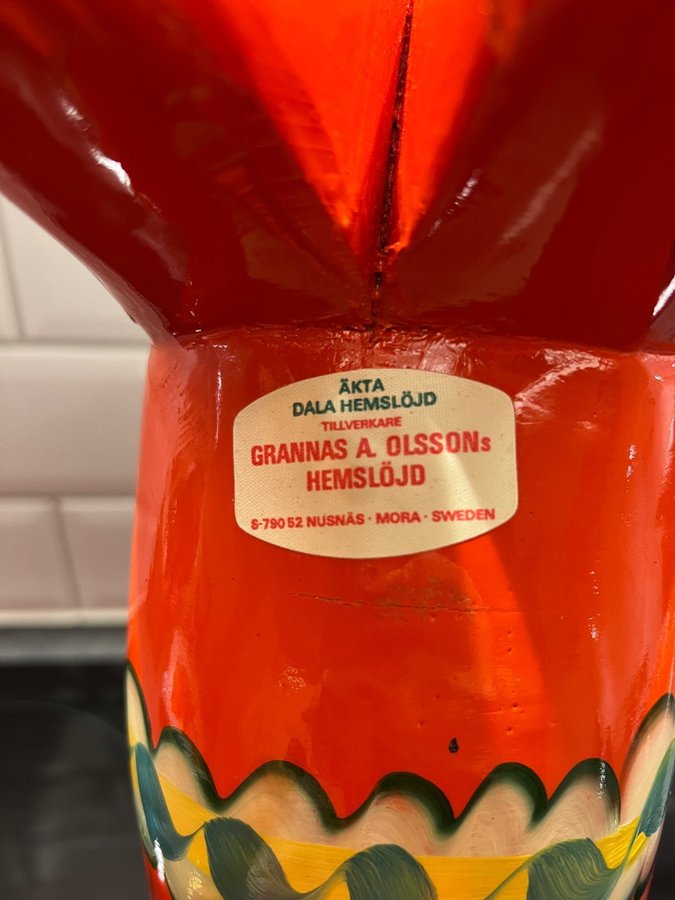 ÄKTA
DALA HEMSLÖJD
TILLVERKARE
GRANNAS A. OLSSONs
HEMSLÖJD
S-790 52 NUSNÄS · MORA · SWEDEN